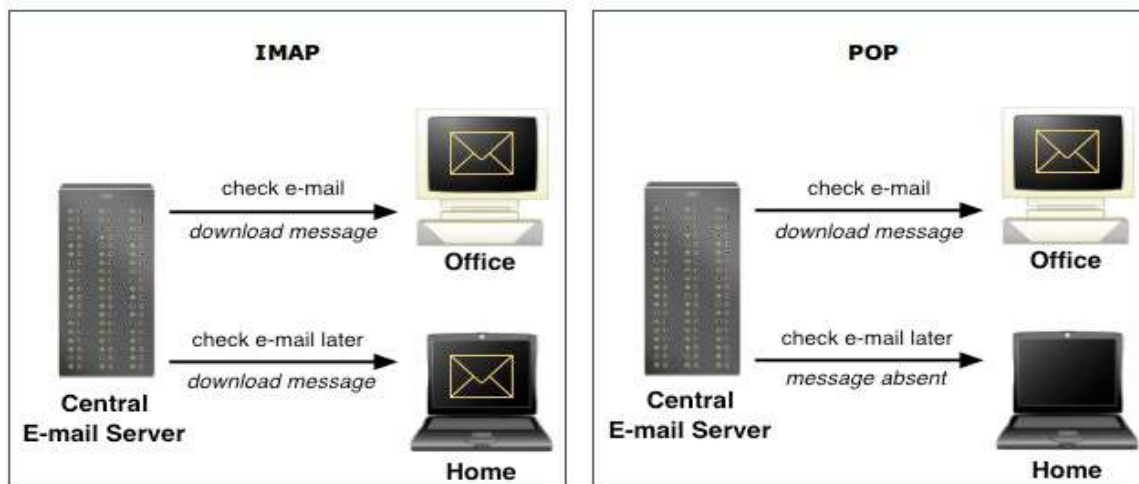 IMAP
check e-mail
download message
Office
check e-mail later
download message
Central
E-mail Server
Home
POP
check e-mail
download message
Office
check e-mail later
message absent
Central
E-mail Server
Home